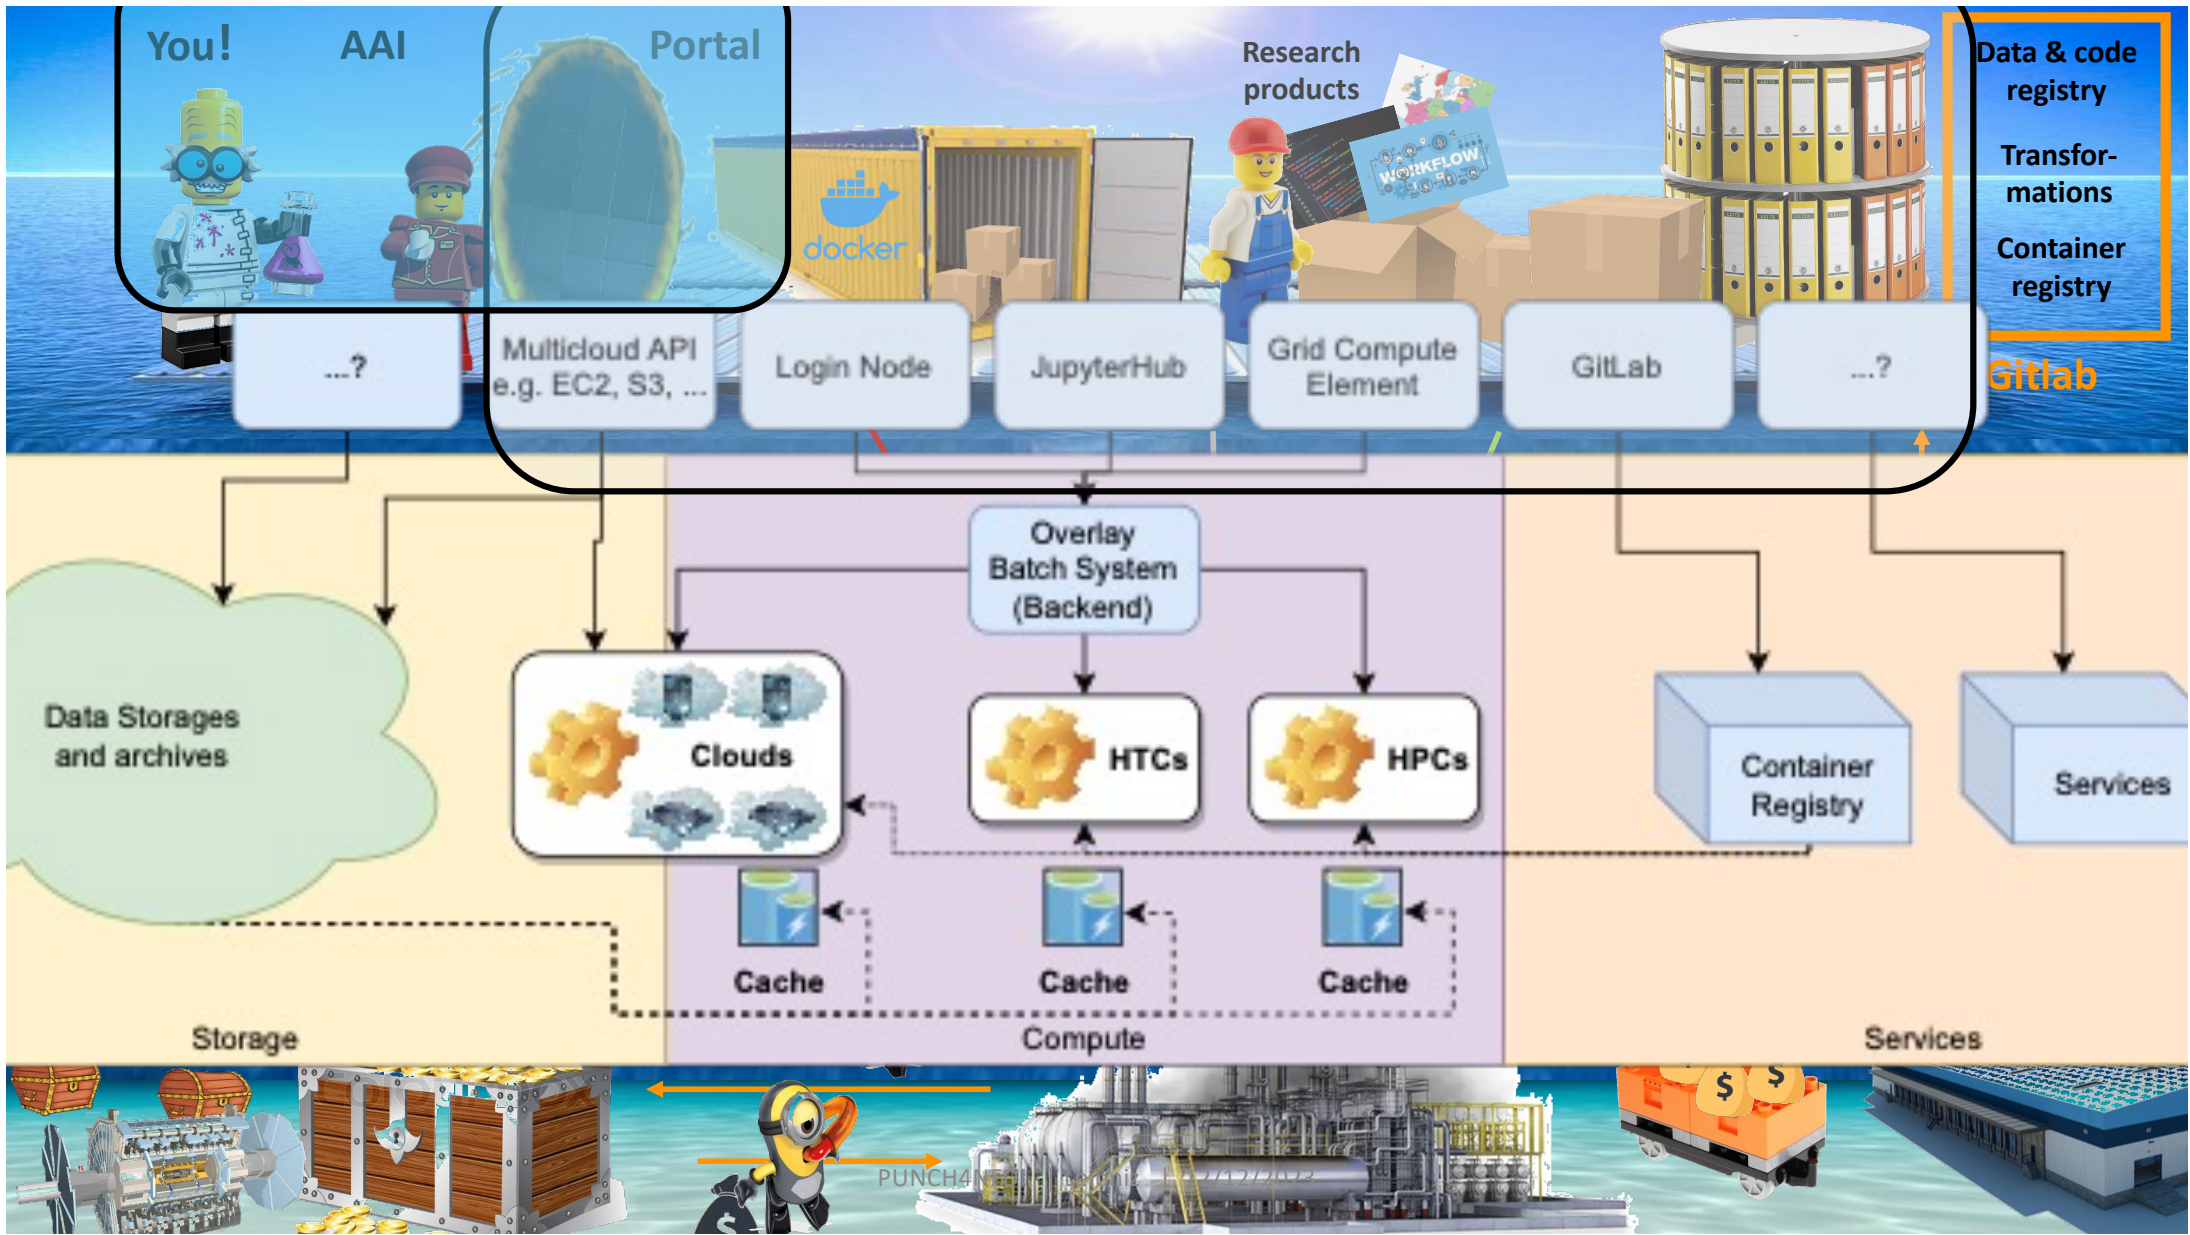 You!
AAI
Portal
Research
products
Data & code
registry
Transfor-
mations
Container
registry
Gitlab
WORKFLOW
docker
...?
Multicloud API
e.g. EC2, S3, ...
Login Node
JupyterHub
Grid Compute
Element
GitLab
...?
Overlay
Batch System
(Backend)
Data Storages
and archives
Clouds
HTCs
HPCs
Container
Registry
Services
Cache
Cache
Cache
Storage
Compute
Services
$
$
$